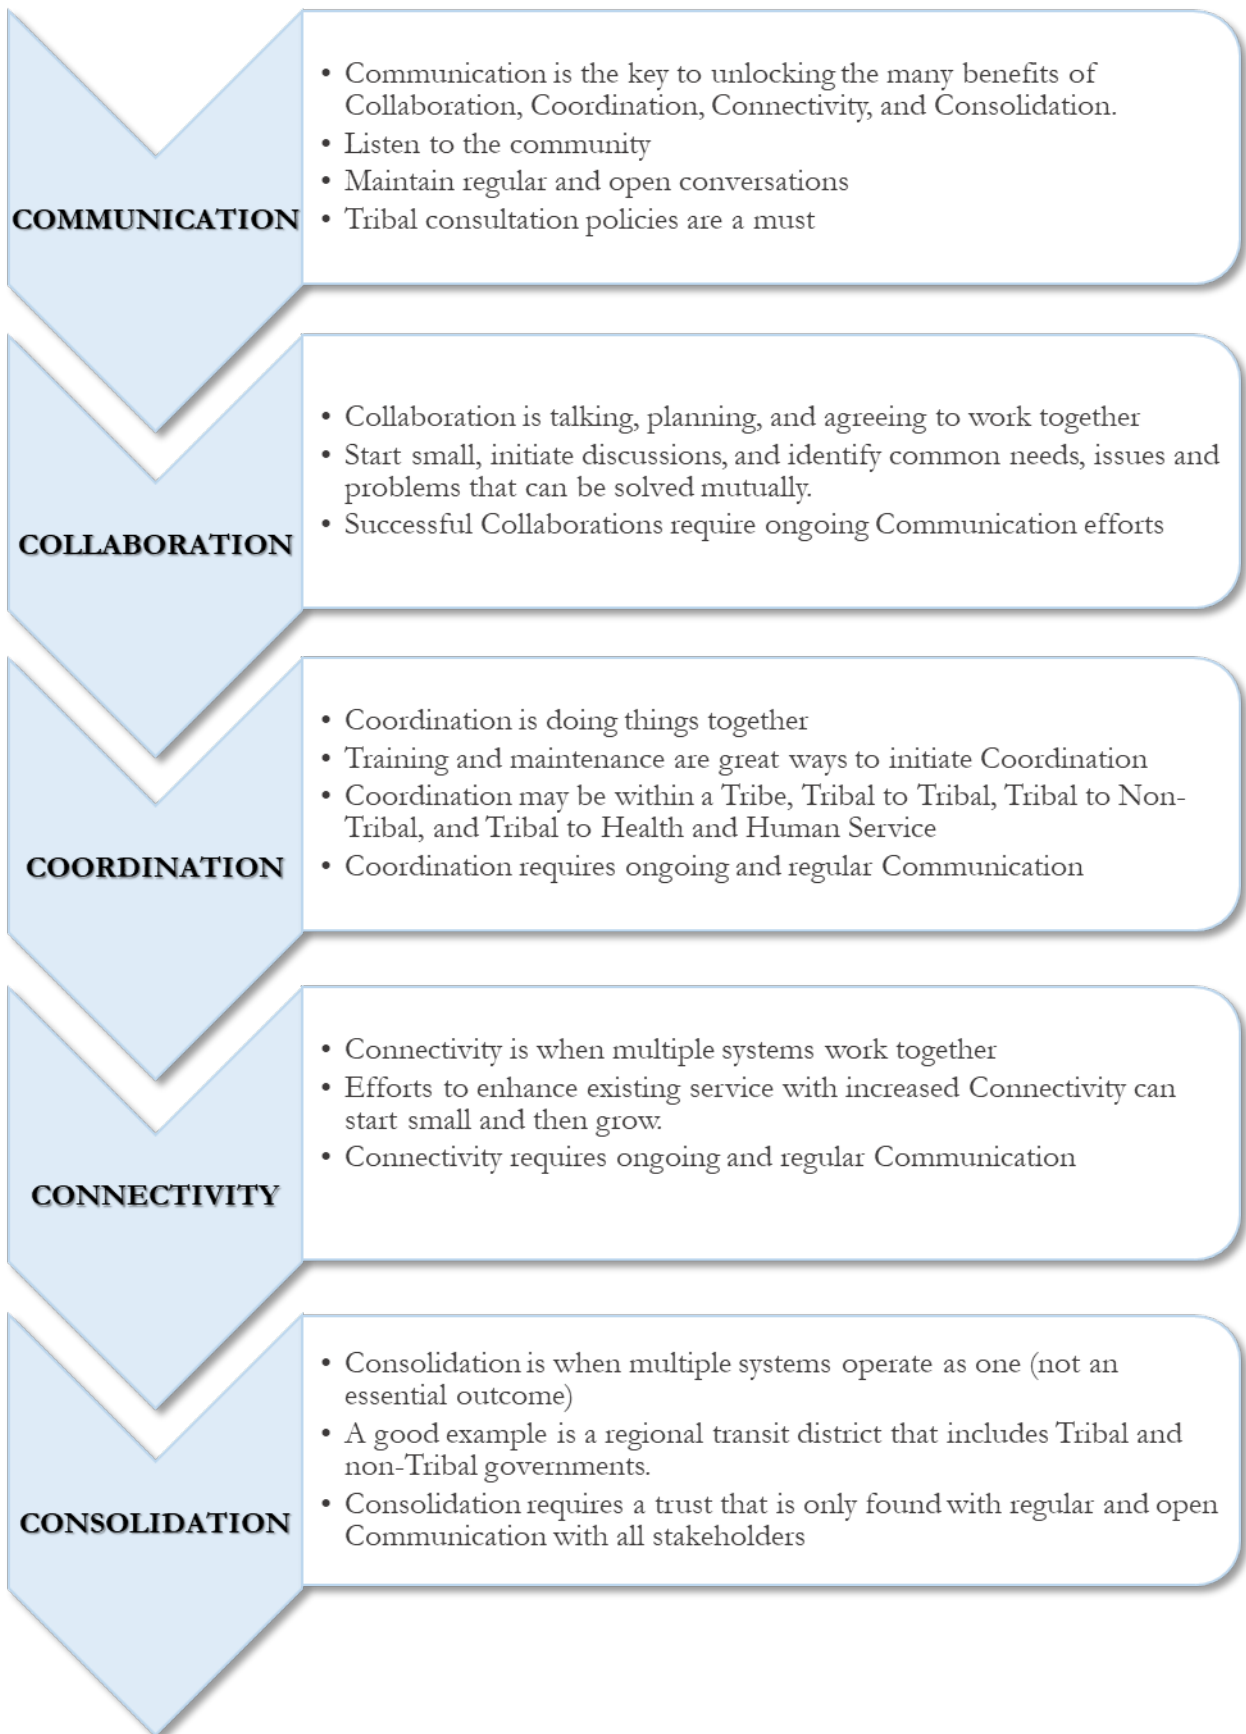 COMMUNICATION
• Communication is the key to unlocking the many benefits of
Collaboration, Coordination, Connectivity, and Consolidation.
• Listen to the community
• Maintain regular and open conversations
• Tribal consultation policies are a must
COLLABORATION
• Collaboration is talking, planning, and agreeing to work together
• Start small, initiate discussions, and identify common needs, issues and
problems that can be solved mutually.
• Successful Collaborations require ongoing Communication efforts
COORDINATION
• Coordination is doing things together
• Training and maintenance are great ways to initiate Coordination
• Coordination may be within a Tribe, Tribal to Tribal, Tribal to Non-
Tribal, and Tribal to Health and Human Service
• Coordination requires ongoing and regular Communication
CONNECTIVITY
• Connectivity is when multiple systems work together
• Efforts to enhance existing service with increased Connectivity can
start small and then grow.
• Connectivity requires ongoing and regular Communication
CONSOLIDATION
• Consolidation is when multiple systems operate as one (not an
essential outcome)
• A good example is a regional transit district that includes Tribal and
non-Tribal governments.
• Consolidation requires a trust that is only found with regular and open
Communication with all stakeholders